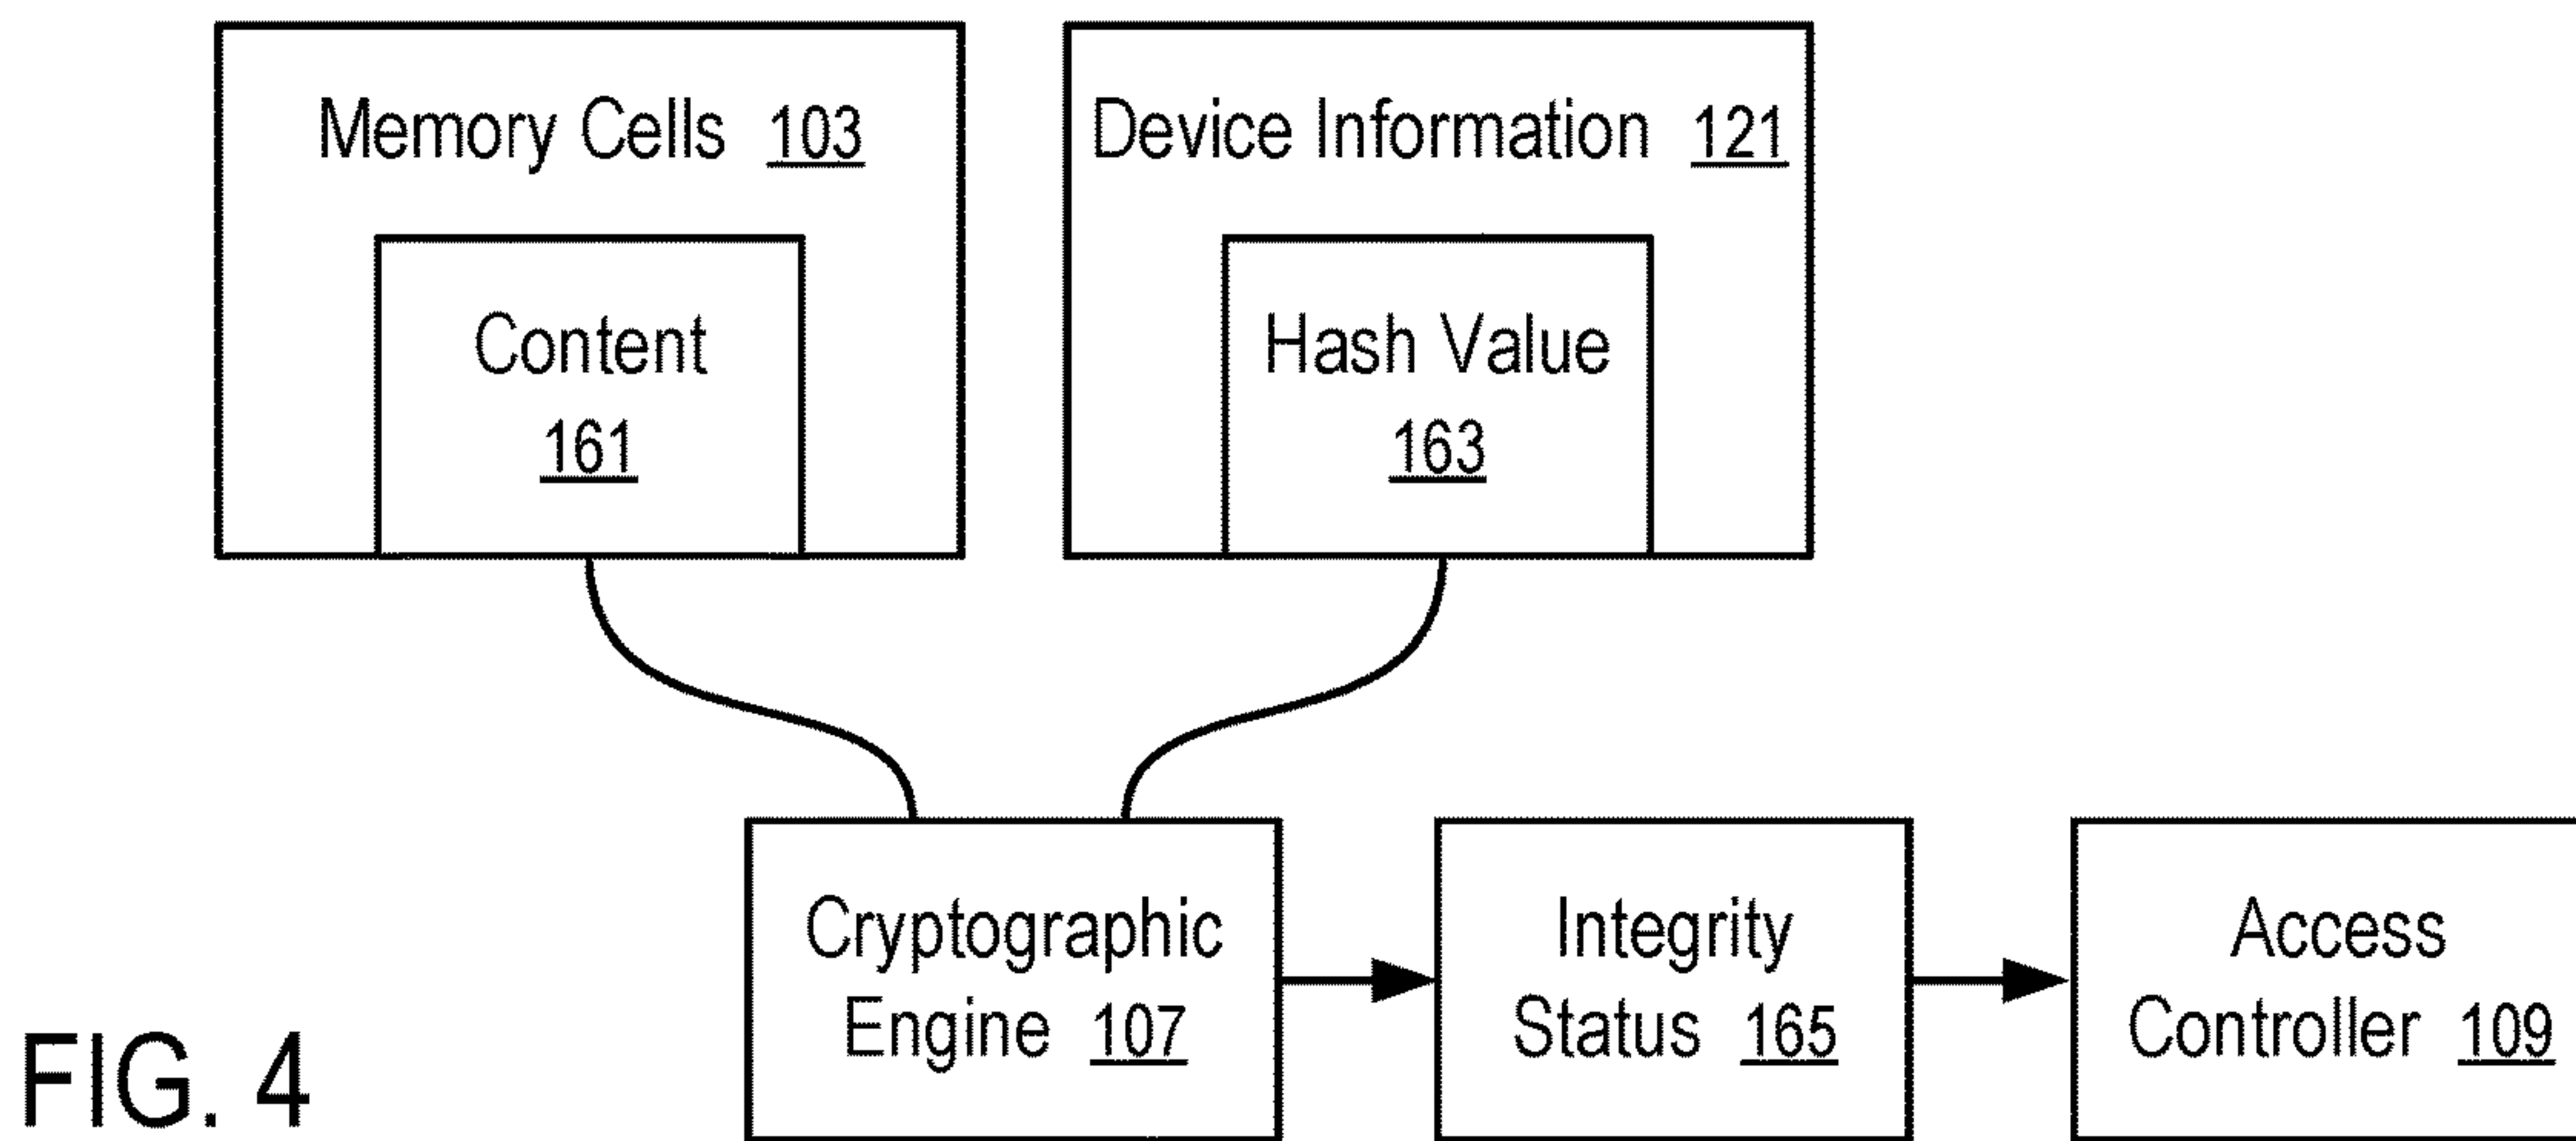 Memory Cells 103
Device Information 121
Content
161
Hash Value
163
Cryptographic
Engine 107
Integrity
Status 165
Access
Controller 109
FIG. 4